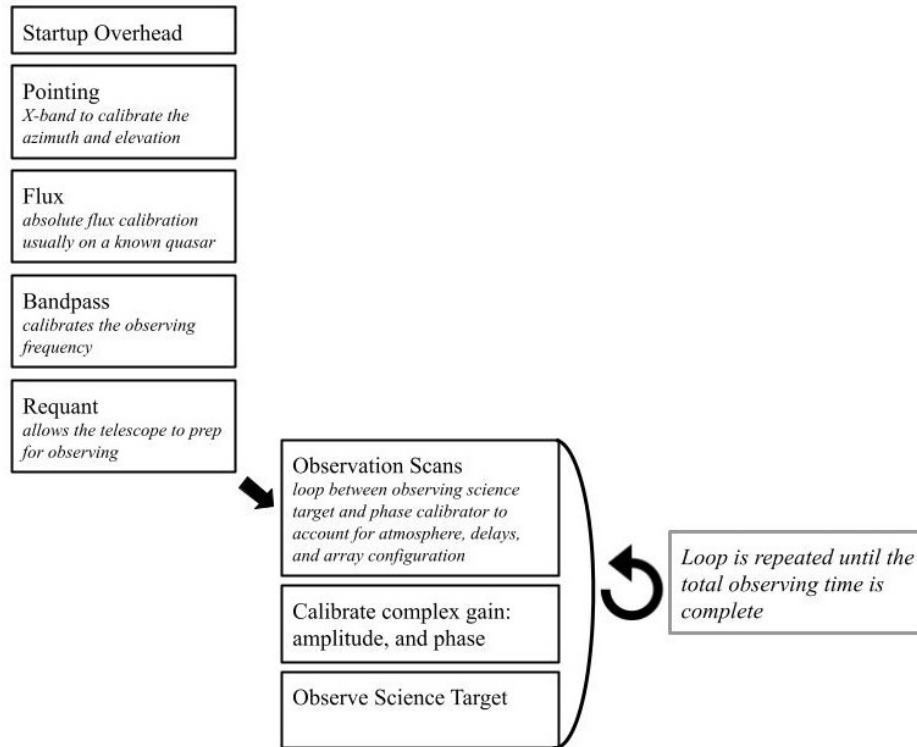 Startup Overhead
Pointing
X-band to calibrate the
azimuth and elevation
Flux
absolute flux calibration
usually on a known quasar
Bandpass
calibrates the observing
frequency
Requant
allows the telescope to prep
for observing
Observation Scans
loop between observing science
target and phase calibrator to
account for atmosphere, delays,
and array configuration
Calibrate complex gain:
amplitude, and phase
Observe Science Target
Loop is repeated until the
total observing time is
complete